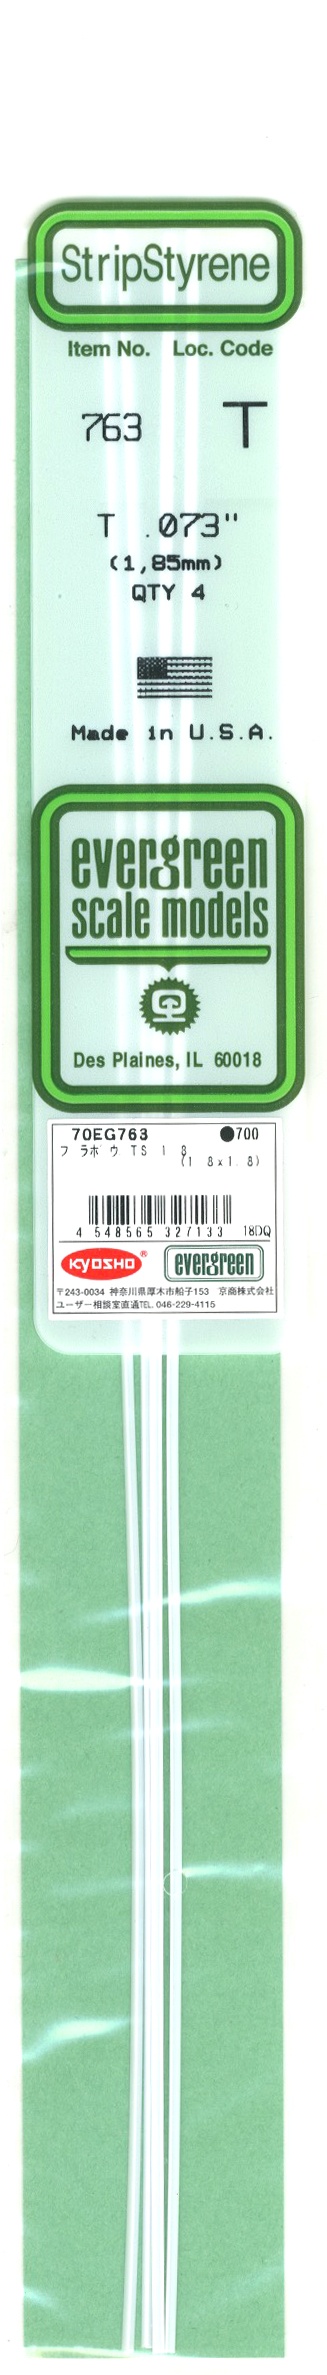 StripStyrene
Item No. Loc. Code
763 T
T .073"
(1,85mm)
QTY 4
Made in U.S.A.
evergreen
scale models
Des Plaines, IL 60018
70EG763 ●700
プラボウ TS 1 8
(1 8x1.8)
4 548565 327133 18DQ
KYOSHO® evergreen
〒243-0034 神奈川県厚木市船子153 京商株式会社
ユーザー相談室直通TEL. 046-229-4115